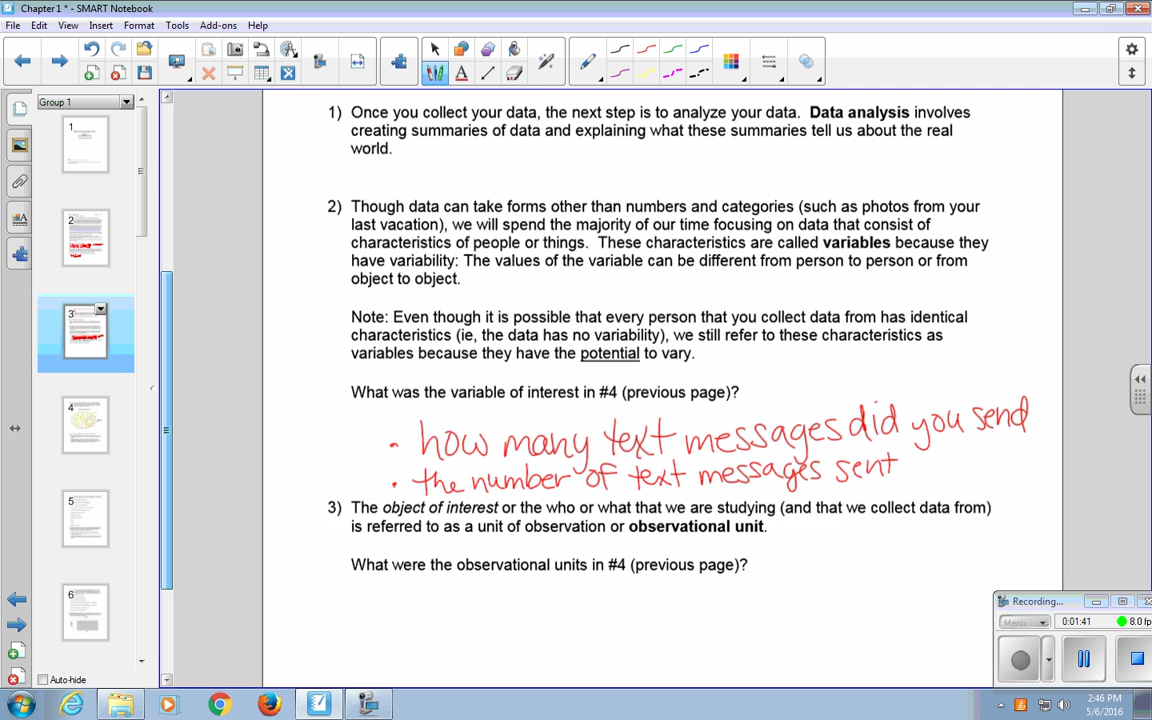 Chapter 1 * - SMART Notebook
File Edit View Insert Format Tools Add-ons Help
Group 1
1
2
3
4
5
6
Auto-hide
1) Once you collect your data, the next step is to analyze your data. Data analysis involves
creating summaries of data and explaining what these summaries tell us about the real
world.
2) Though data can take forms other than numbers and categories (such as photos from your
last vacation), we will spend the majority of our time focusing on data that consist of
characteristics of people or things. These characteristics are called variables because they
have variability: The values of the variable can be different from person to person or from
object to object.
Note: Even though it is possible that every person that you collect data from has identical
characteristics (ie, the data has no variability), we still refer to these characteristics as
variables because they have the potential to vary.
What was the variable of interest in #4 (previous page)?
• how many text messages did you send
• the number of text messages sent
3) The object of interest or the who or what that we are studying (and that we collect data from)
is referred to as a unit of observation or observational unit.
What were the observational units in #4 (previous page)?
Recording...
Menu 0:01:41 8.0 fp
2:46 PM
5/6/2016